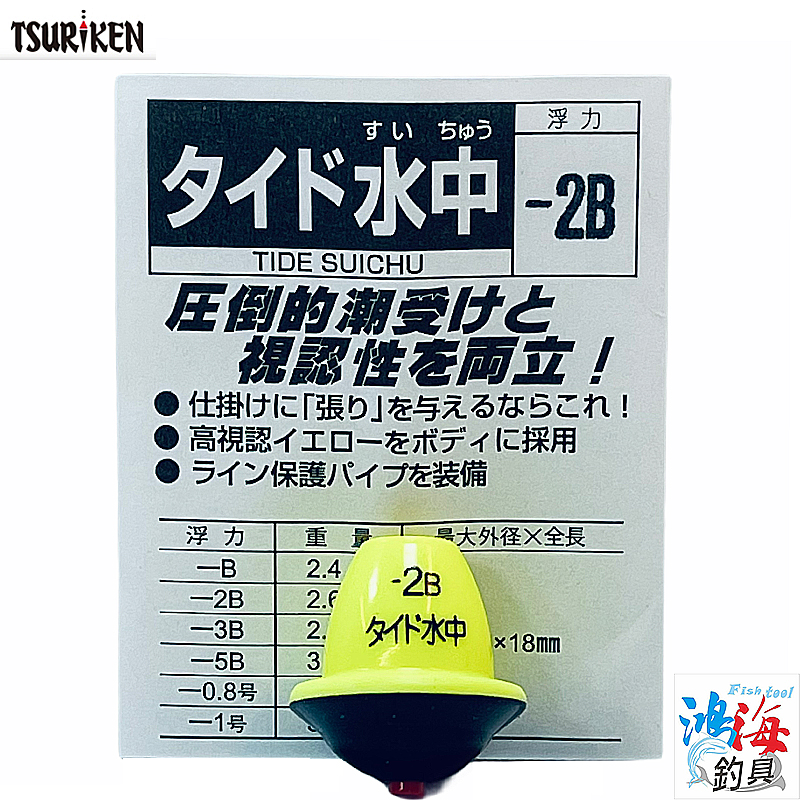 TSURiKEN
すい ちゅう
タイド水中
TIDE SUICHU
浮力
-2B
圧倒的潮受けと
視認性を両立!
● 仕掛けに「張り」を与えるならこれ!
● 高視認イエローをボディに採用
● ライン保護パイプを装備
浮力 重量 最大外径×全長
−B 2.4
−2B 2.6
−3B 2.
−5B 3
−0.8号
−1号
×18mm
-2B
タイド水中
Fish tool
鴻海
釣具